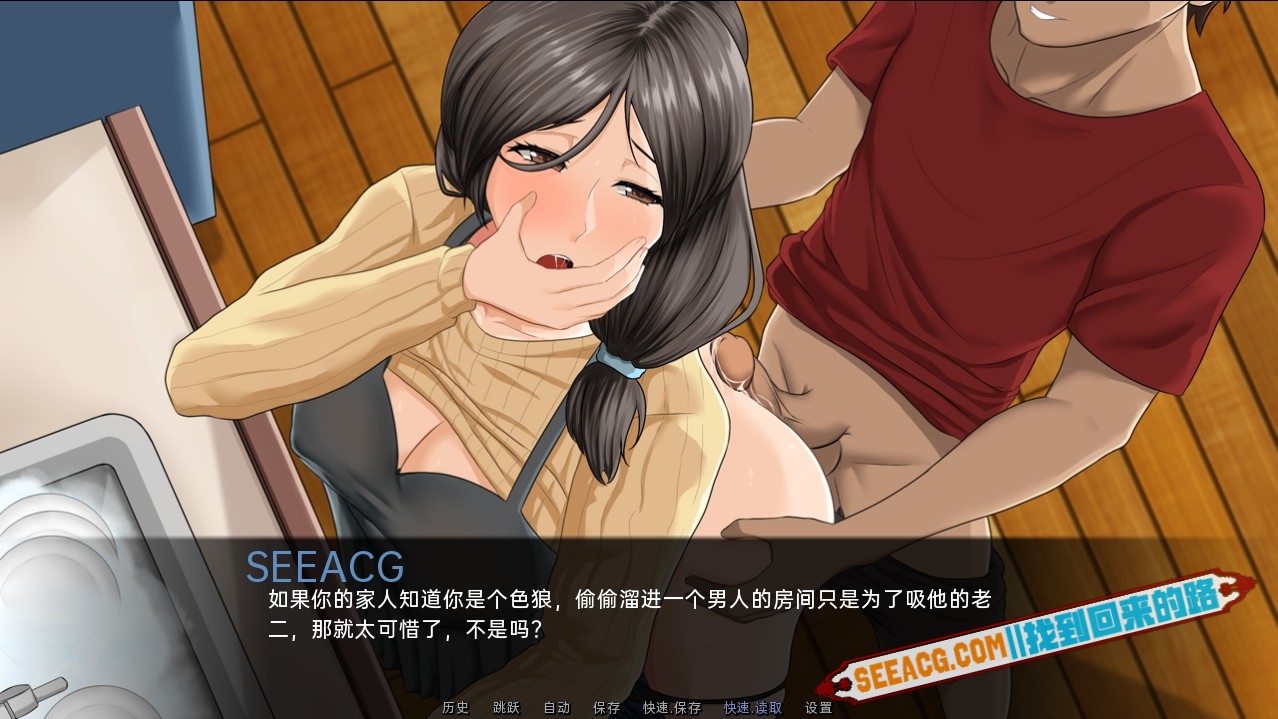 SEEACG
如果你的家人知道你是个色狼，偷偷溜进一个男人的房间只是为了吸他的老
二，那就太可惜了，不是吗？
SEEACG.COM||找到回来的路
历史 跳跃 自动 保存 快速.保存 快速.读取 设置